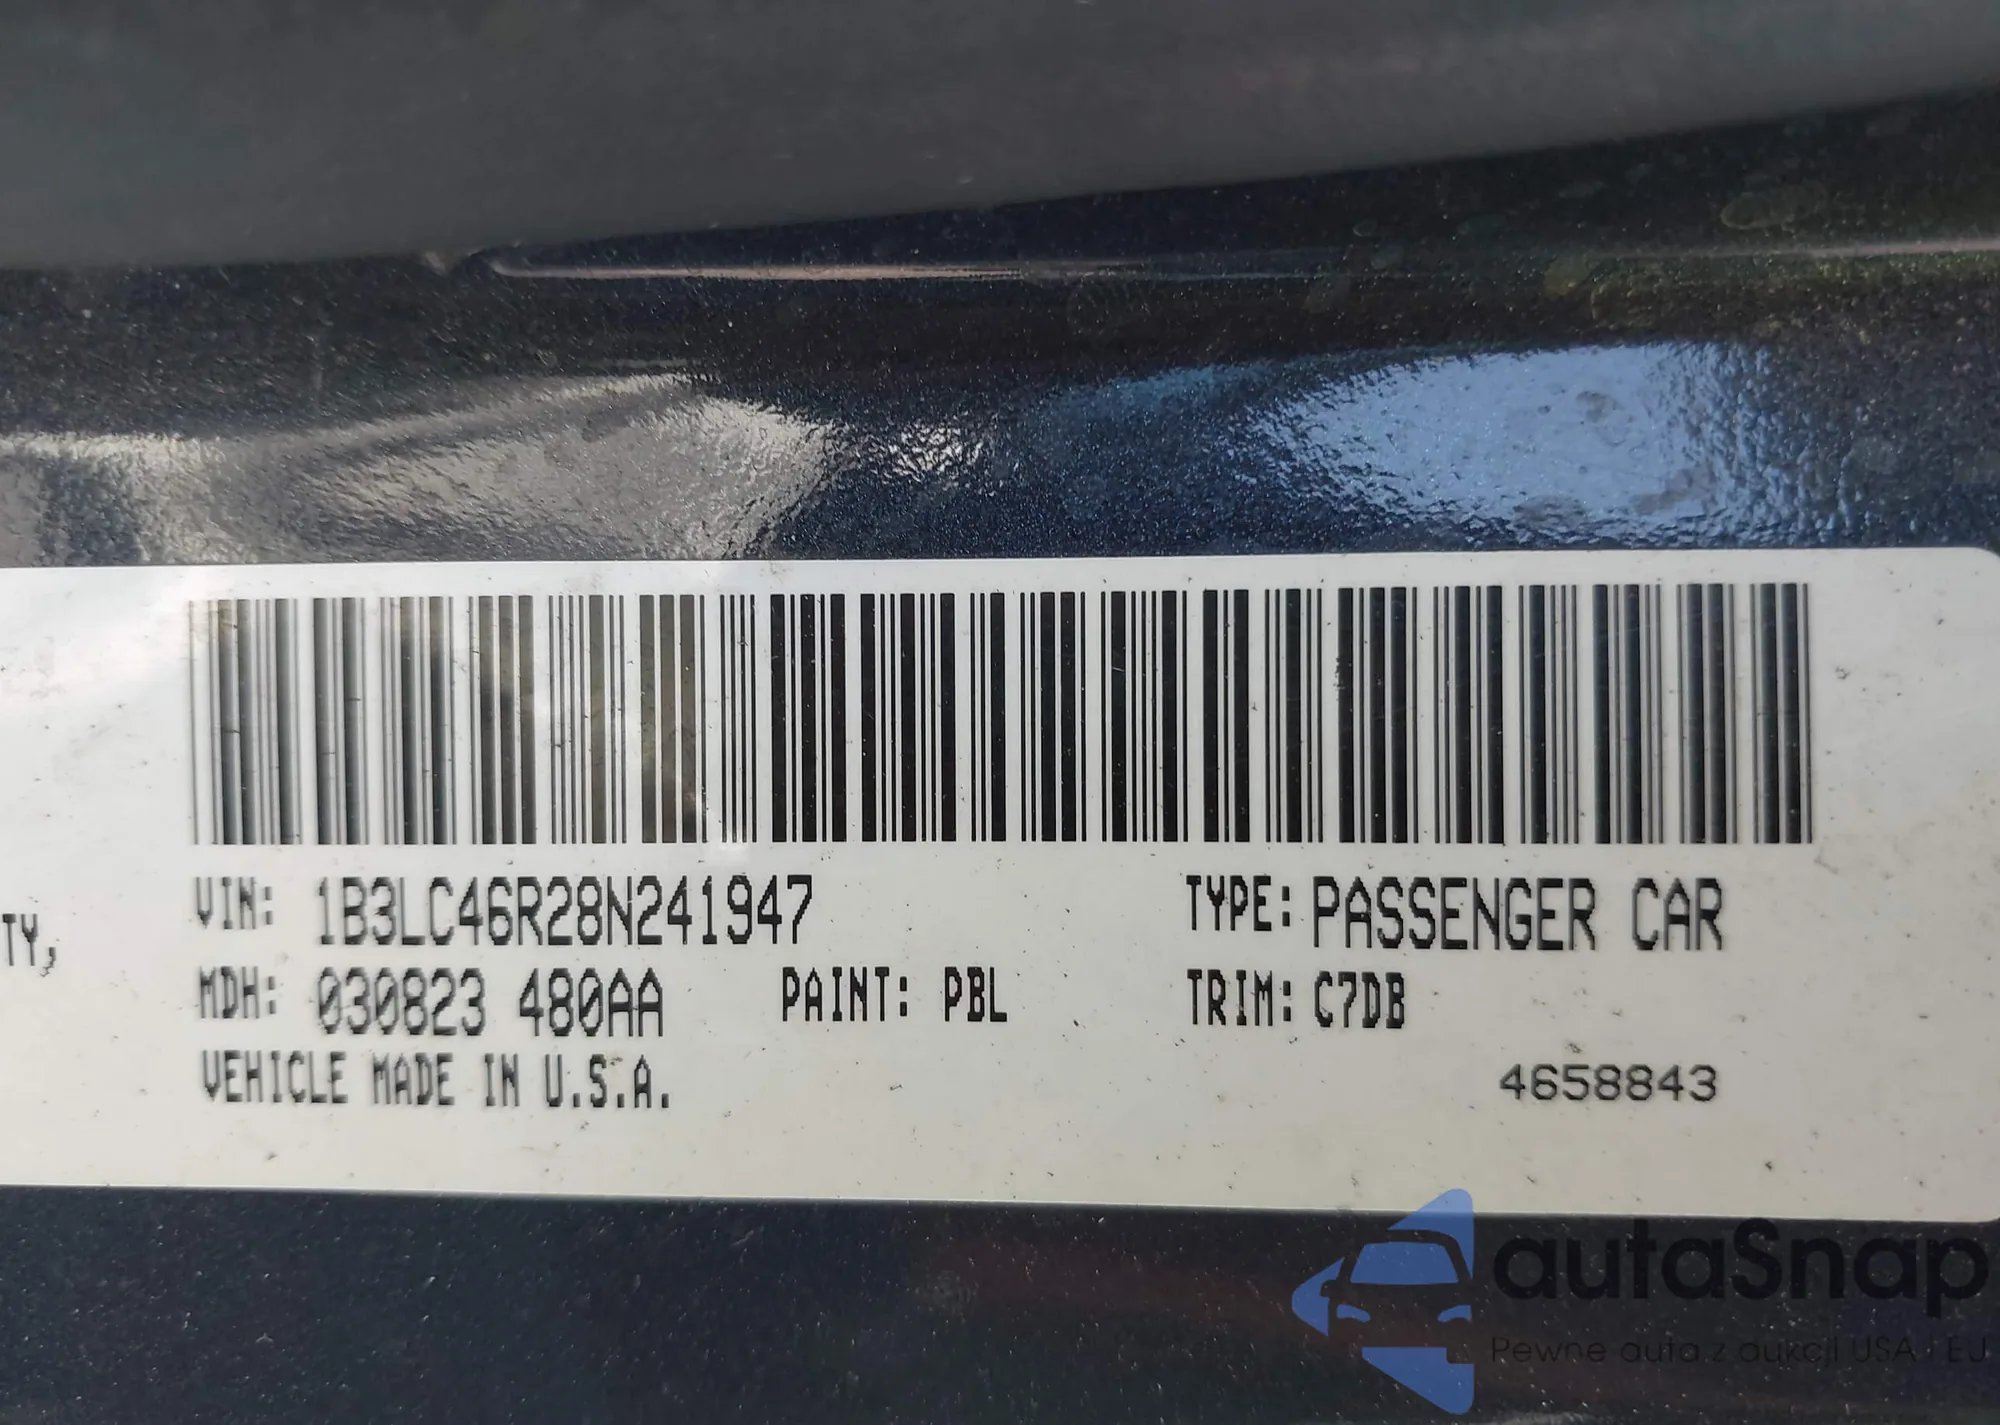 TY,
VIN: 1B3LC46R28N241947
TYPE: PASSENGER CAR
MDH: 030823 480AA
PAINT: PBL
TRIM: C7DB
VEHICLE MADE IN U.S.A.
4658843
autaSnap
Pewne auta z aukcji USA i EU